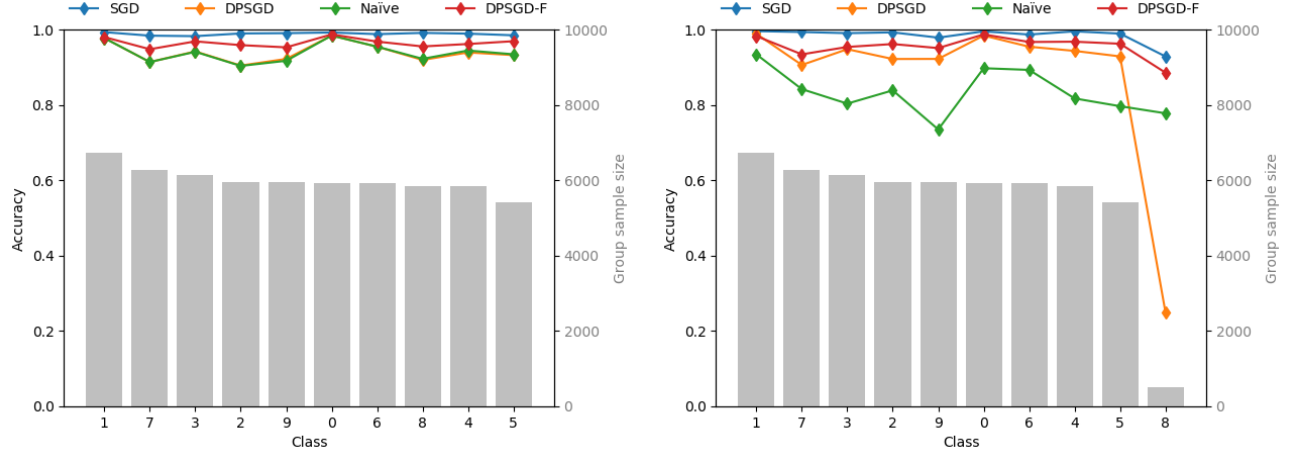 SGD DPSGD Naïve DPSGD-F
1.0
0.8
0.6
0.4
0.2
0.0
Accuracy
10000
8000
6000
4000
2000
0
Group sample size
1 7 3 2 9 0 6 8 4 5
Class
SGD DPSGD Naïve DPSGD-F
1.0
0.8
0.6
0.4
0.2
0.0
Accuracy
10000
8000
6000
4000
2000
0
Group sample size
1 7 3 2 9 0 6 4 5 8
Class